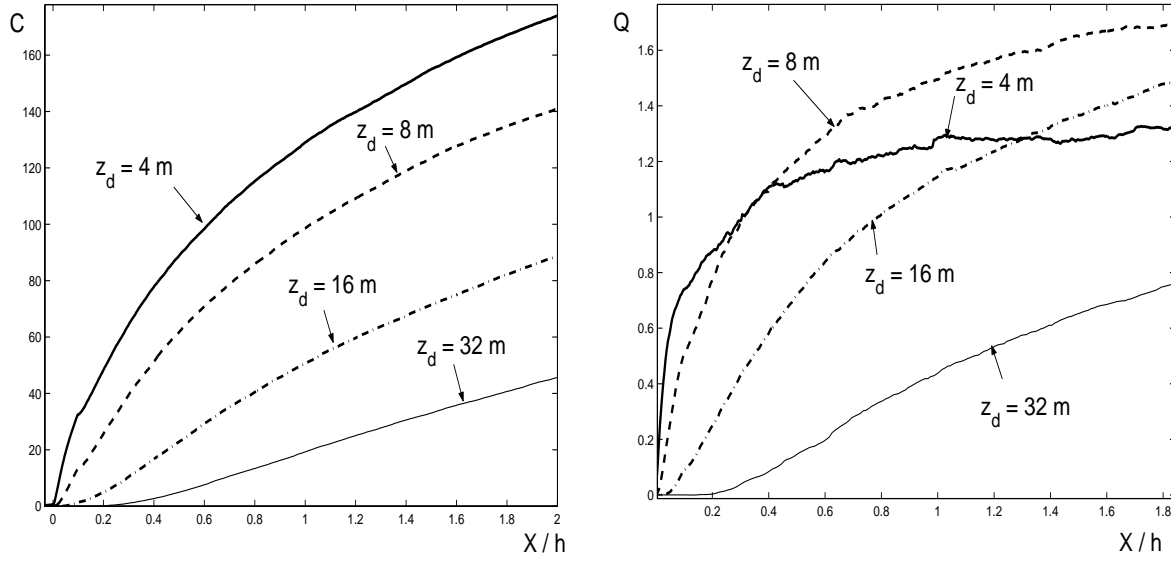 C
160
140
120
100
80
60
40
20
0
z_d = 4 m
z_d = 8 m
z_d = 16 m
z_d = 32 m
0 0.2 0.4 0.6 0.8 1 1.2 1.4 1.6 1.8 2
X / h
Q
1.6
1.4
1.2
1
0.8
0.6
0.4
0.2
0
z_d = 8 m
z_d = 4 m
z_d = 16 m
z_d = 32 m
0.2 0.4 0.6 0.8 1 1.2 1.4 1.6 1.8
X / h